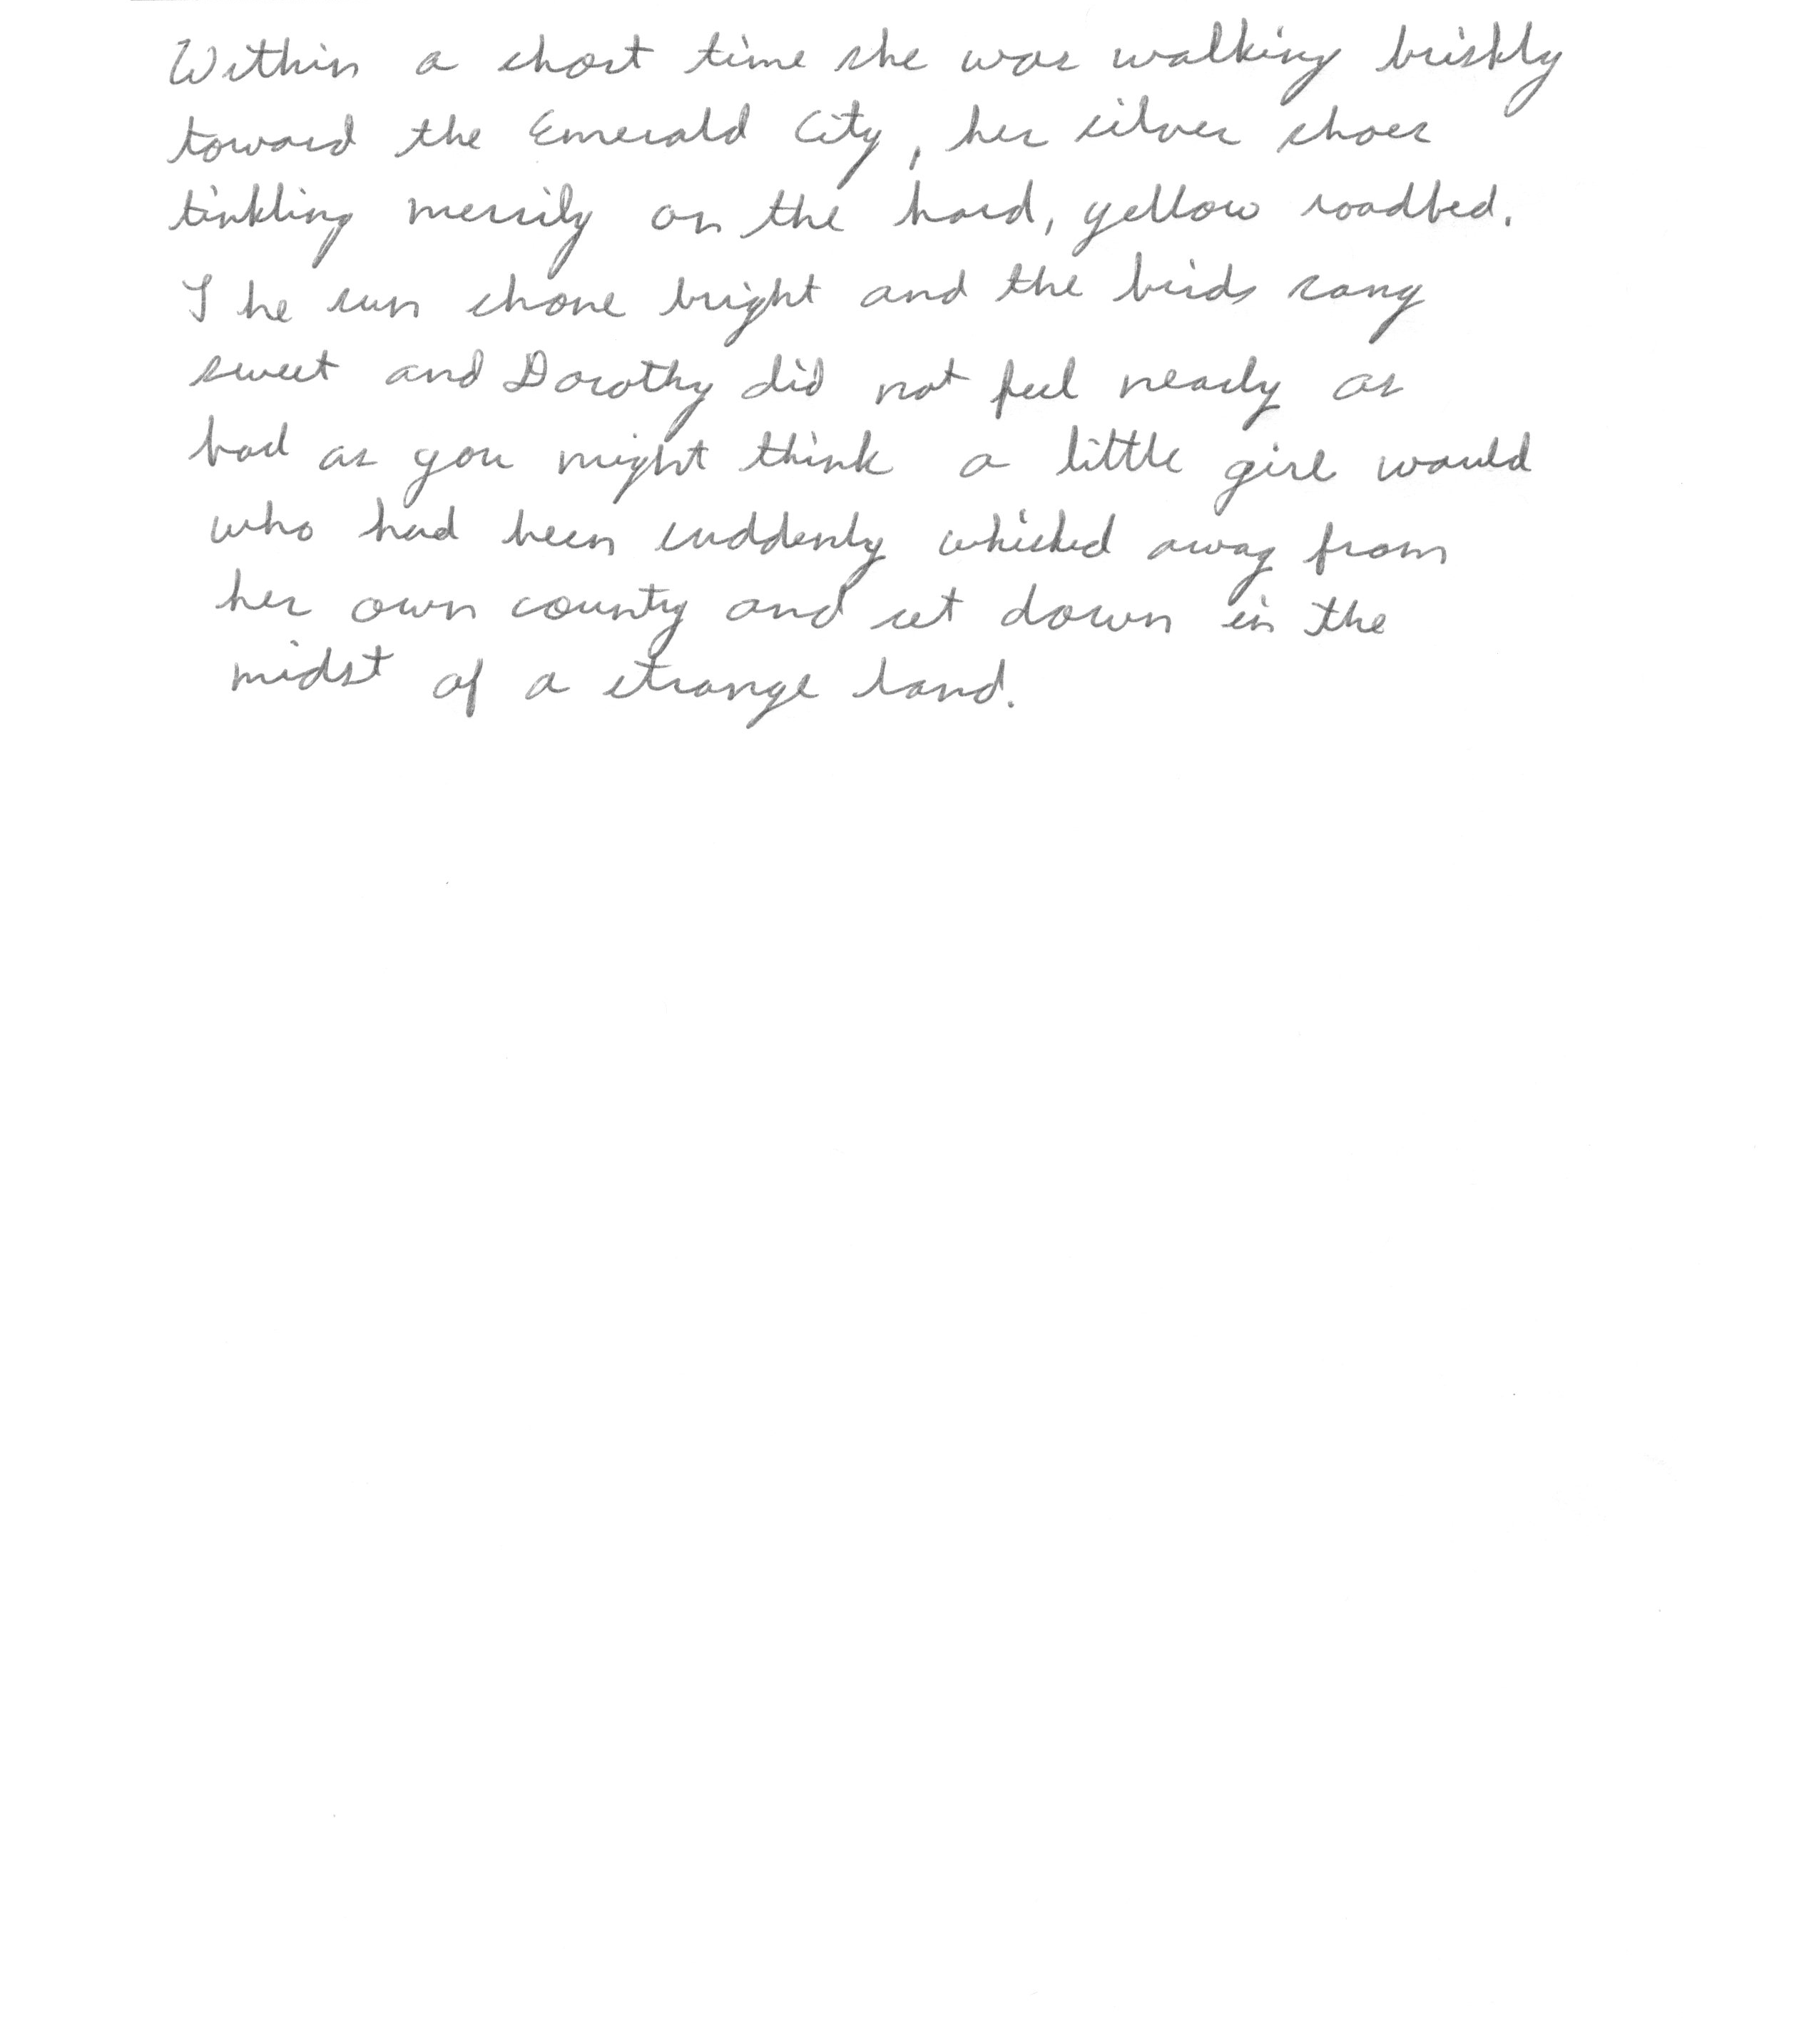 Within a short time she was walking briskly
toward the Emerald City, her silver shoes
tinkling merrily on the hard, yellow roadbed.
The sun shone bright and the birds sang
sweet and Dorothy did not feel nearly as
bad as you might think a little girl would
who had been suddenly whisked away from
her own county and set down in the
midst of a strange land.